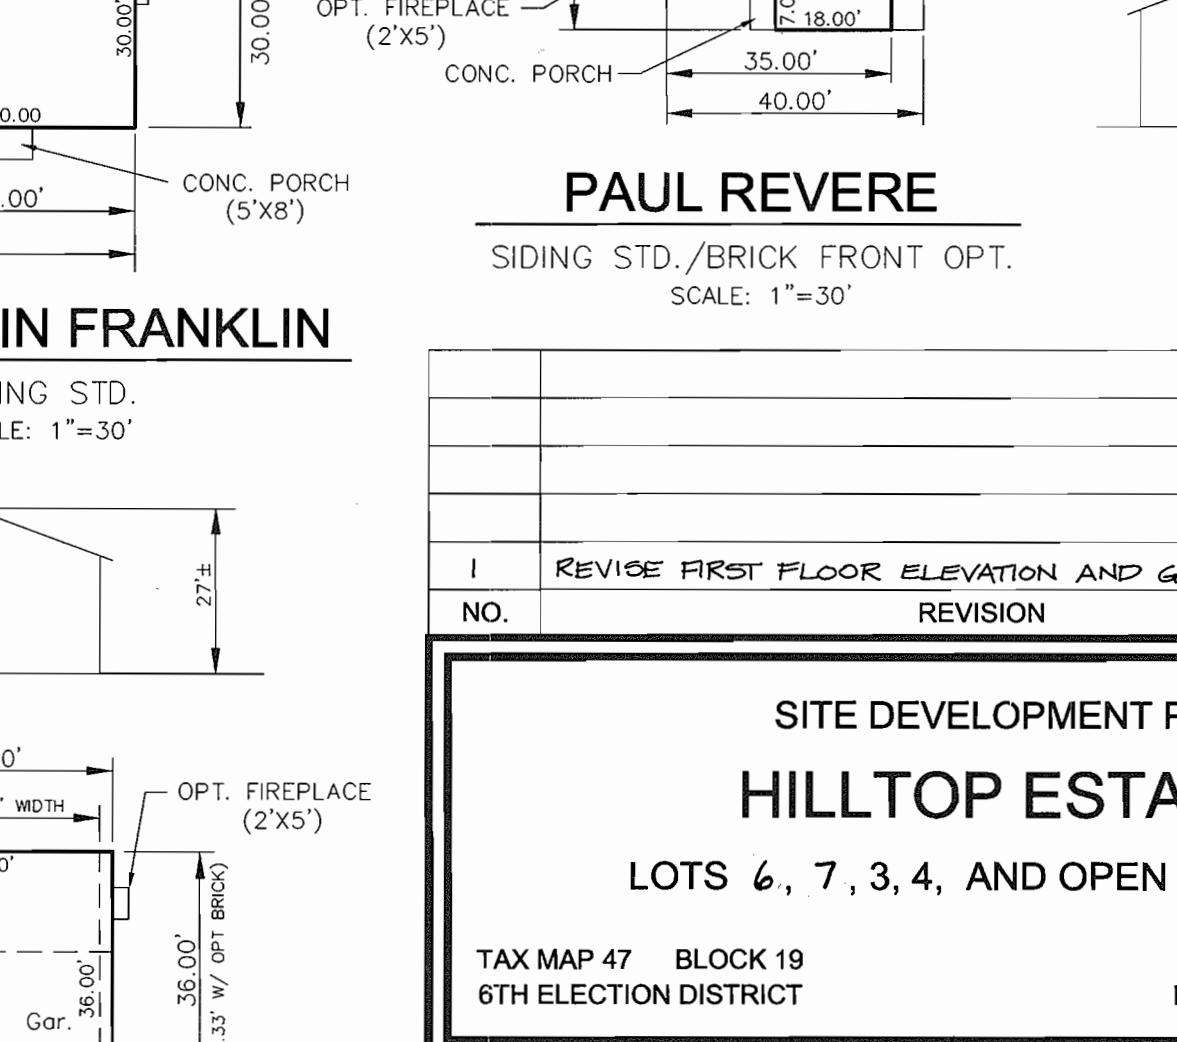 OPT. FIREPLACE
(2'X5')
30.00'
30.00
18.00'
35.00'
CONC. PORCH
40.00'
0.00
CONC. PORCH
(5'X8')
.00'
PAUL REVERE
SIDING STD./BRICK FRONT OPT.
SCALE: 1"=30'
IN FRANKLIN
ING STD.
LE: 1"=30'
27'±
1 REVISE FIRST FLOOR ELEVATION AND G
NO. REVISION
SITE DEVELOPMENT P
HILLTOP ESTA
LOTS 6, 7, 3, 4, AND OPEN
TAX MAP 47 BLOCK 19
6TH ELECTION DISTRICT
0'
' WIDTH
OPT. FIREPLACE
(2'X5')
0'
36.00'
36.00'
.33' W/ OPT BRICK)
Gar.